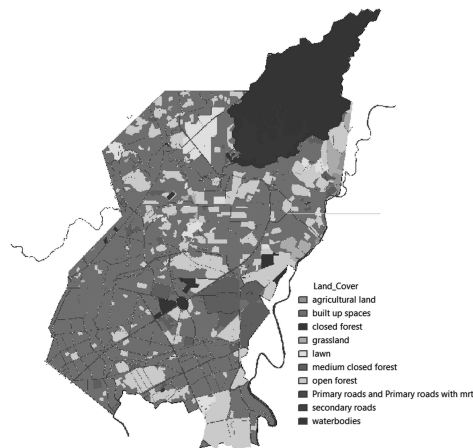 Land_Cover
agricultural land
built up spaces
closed forest
grassland
lawn
medium closed forest
open forest
Primary roads and Primary roads with mrt
secondary roads
waterbodies